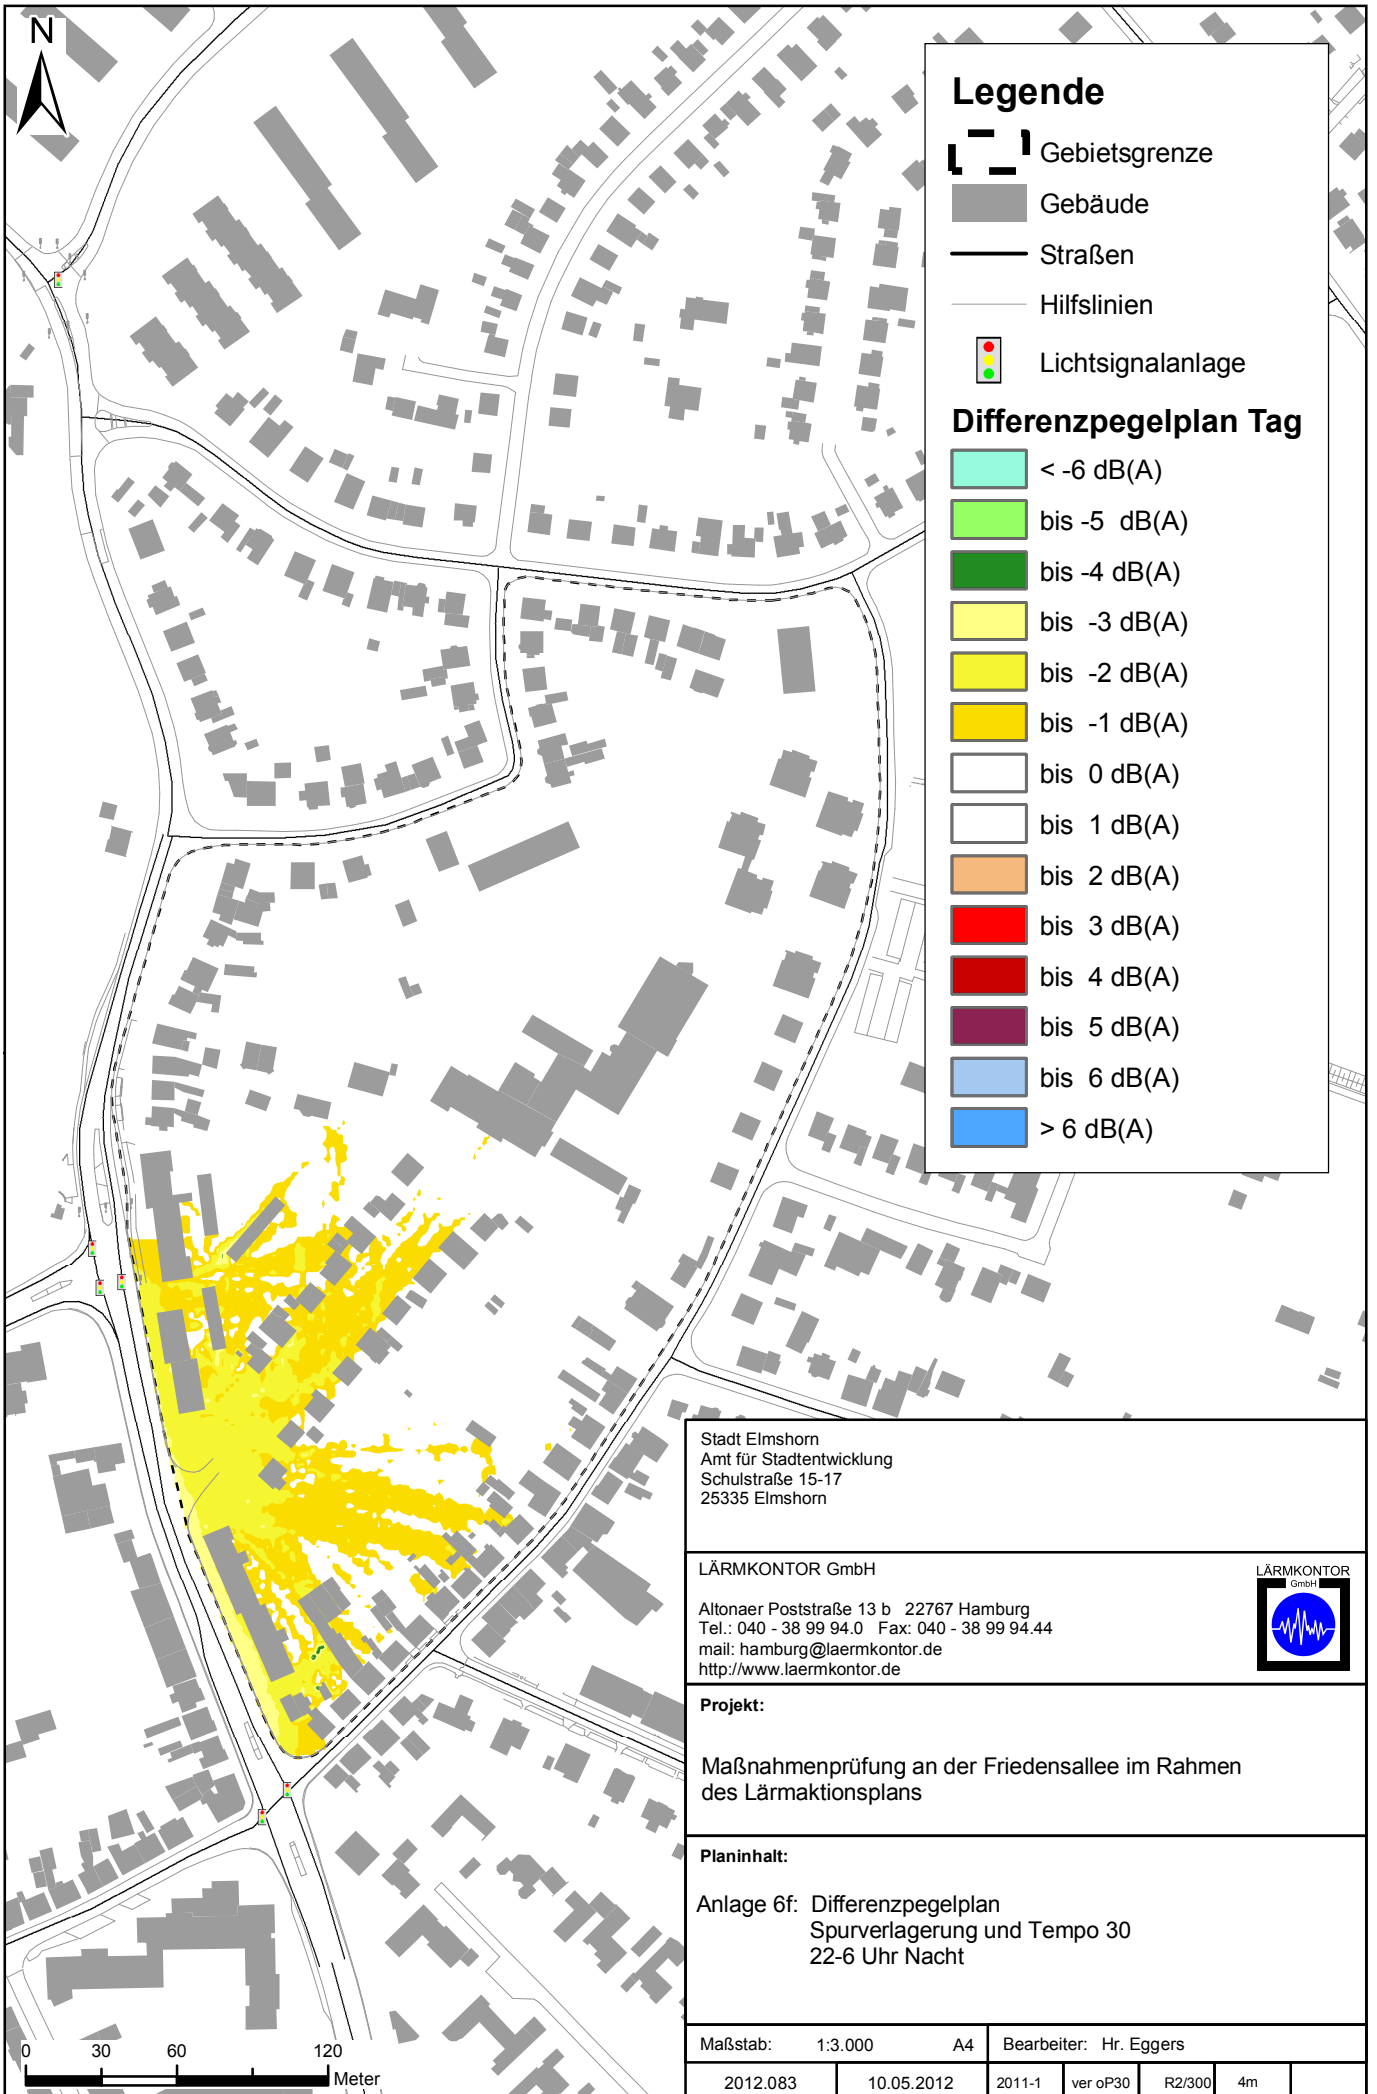 N
Legende
Gebietsgrenze
Gebäude
Straßen
Hilfslinien
Lichtsignalanlage
Differenzpegelplan Tag
< -6 dB(A)
bis -5 dB(A)
bis -4 dB(A)
bis -3 dB(A)
bis -2 dB(A)
bis -1 dB(A)
bis 0 dB(A)
bis 1 dB(A)
bis 2 dB(A)
bis 3 dB(A)
bis 4 dB(A)
bis 5 dB(A)
bis 6 dB(A)
> 6 dB(A)
Stadt Elmshorn
Amt für Stadtentwicklung
Schulstraße 15-17
25335 Elmshorn
LÄRMKONTOR GmbH
Altonaer Poststraße 13 b 22767 Hamburg
Tel.: 040 - 38 99 94.0 Fax: 040 - 38 99 94.44
mail: hamburg@laermkontor.de
http://www.laermkontor.de
LÄRMKONTOR
GmbH
Projekt:
Maßnahmenprüfung an der Friedensallee im Rahmen
des Lärmaktionsplans
Planinhalt:
Anlage 6f: Differenzpegelplan
Spurverlagerung und Tempo 30
22-6 Uhr Nacht
Maßstab: 1:3.000 A4 Bearbeiter: Hr. Eggers
2012.083 10.05.2012 2011-1 ver oP30 R2/300 4m
0 30 60 120
Meter